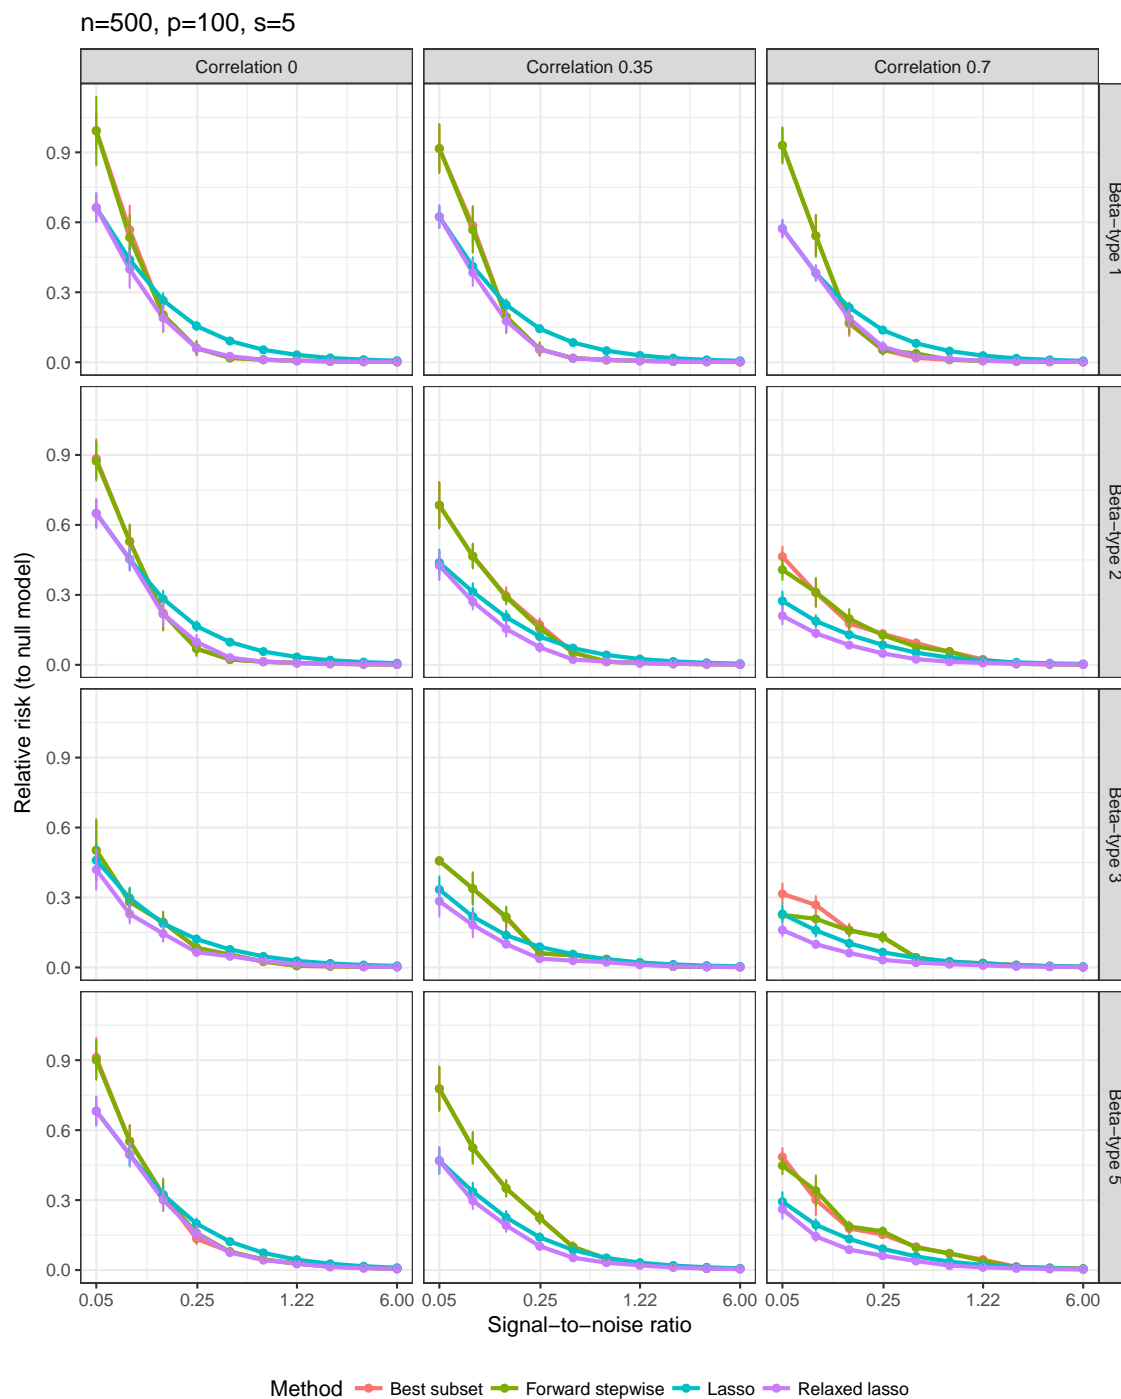 n=500, p=100, s=5
Correlation 0
Correlation 0.35
Correlation 0.7
Relative risk (to null model)
0.9
0.6
0.3
0.0
Beta−type 1
0.9
0.6
0.3
0.0
Beta−type 2
0.9
0.6
0.3
0.0
Beta−type 3
0.9
0.6
0.3
0.0
Beta−type 5
0.05 0.25 1.22 6.00
0.05 0.25 1.22 6.00
0.05 0.25 1.22 6.00
Signal−to−noise ratio
Method Best subset Forward stepwise Lasso Relaxed lasso